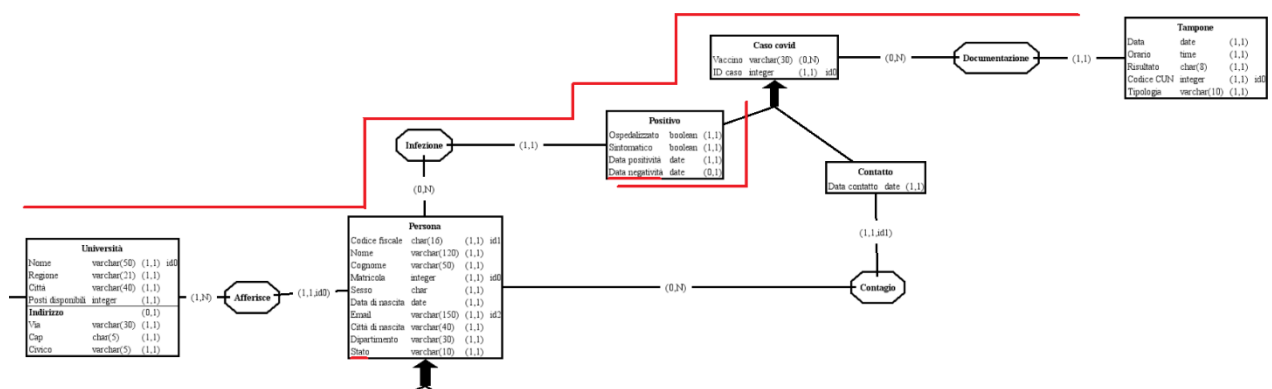 Caso covid
Vaccino varchar(30) (0,N)
ID caso integer (1,1) id0
(0,N)
Documentazione
(1,1)
Tampone
Data date (1,1)
Orario time (1,1)
Risultato char(8) (1,1)
Codice CUN integer (1,1) id0
Tipologia varchar(10) (1,1)
Infezione
(1,1)
Positivo
Ospedalizzato boolean (1,1)
Sintomatico boolean (1,1)
Data positività date (1,1)
Data negatività date (0,1)
Contatto
Data contatto date (1,1)
(0,N)
(1,1,id1)
Università
Nome varchar(50) (1,1) id0
Regione varchar(21) (1,1)
Città varchar(40) (1,1)
Posti disponibili integer (1,1)
Indirizzo (0,1)
Via varchar(30) (1,1)
Cap char(5) (1,1)
Civico varchar(5) (1,1)
(1,N)
Afferisce
(1,1,id0)
Persona
Codice fiscale char(16) (1,1) id1
Nome varchar(120) (1,1)
Cognome varchar(50) (1,1)
Matricola integer (1,1) id0
Sesso char (1,1)
Data di nascita date (1,1)
Email varchar(150) (1,1) id2
Città di nascita varchar(40) (1,1)
Dipartimento varchar(30) (1,1)
Stato varchar(10) (1,1)
(0,N)
Contagio